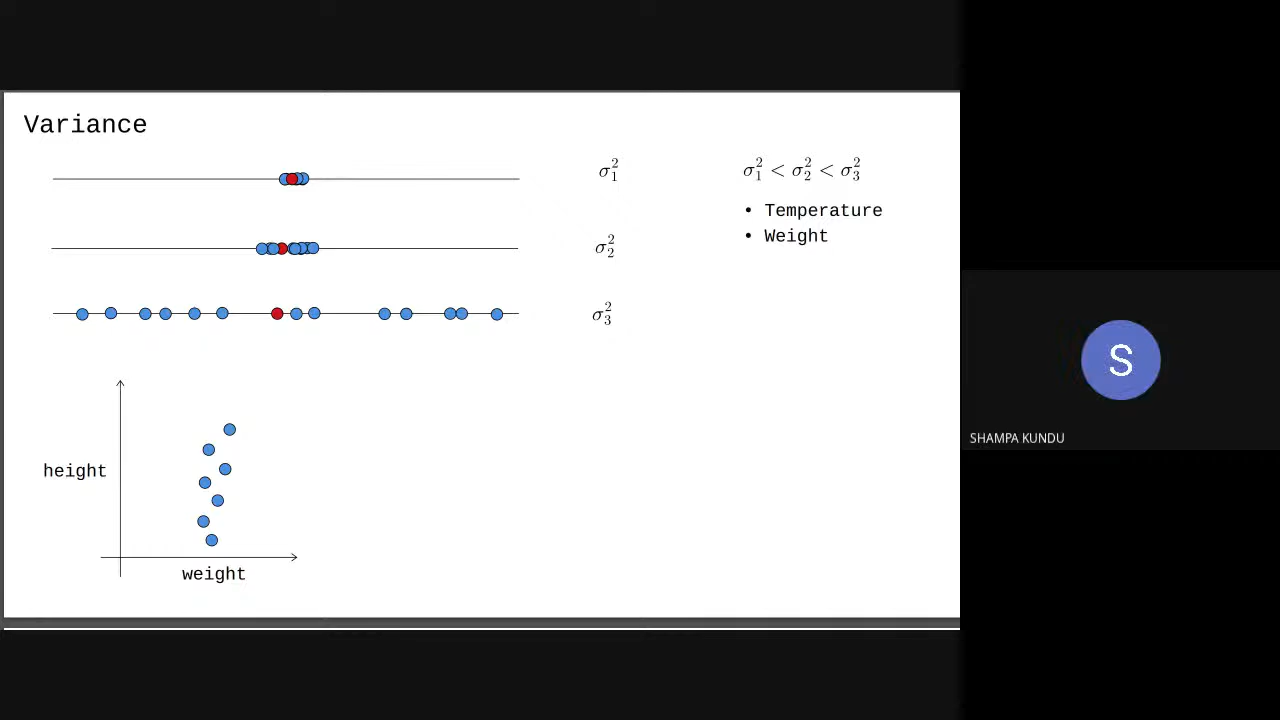 Variance
σ₁²
σ₁² < σ₂² < σ₃²
• Temperature
• Weight
σ₂²
σ₃²
height
weight
S
SHAMPA KUNDU